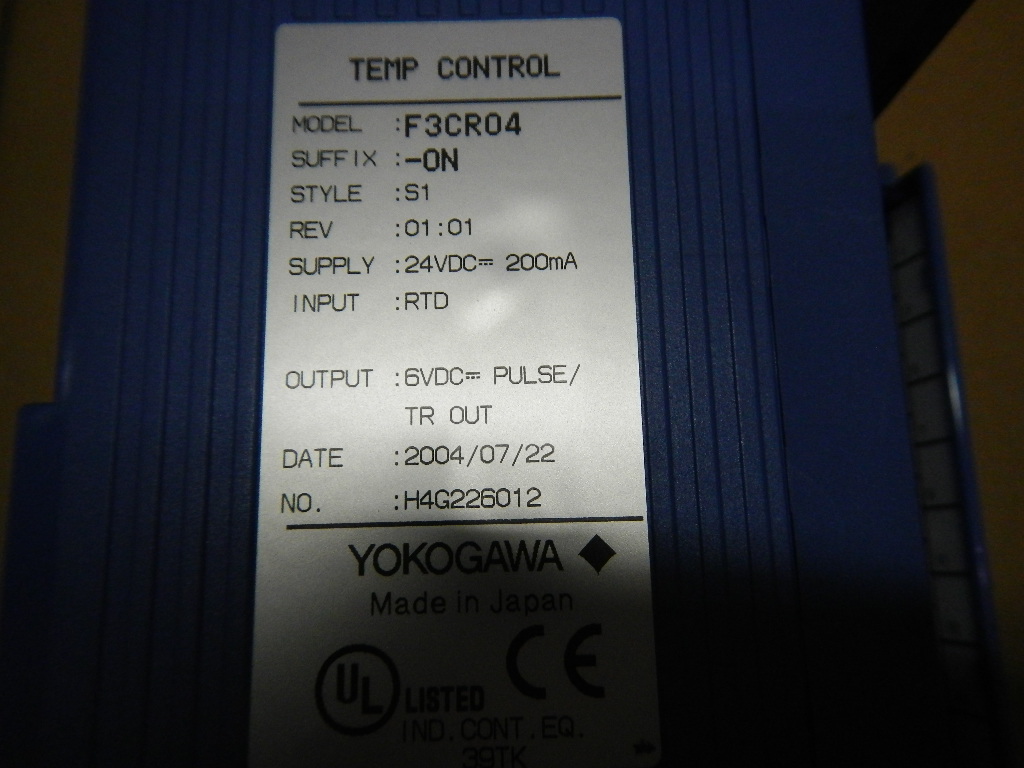 TEMP CONTROL
MODEL :F3CR04
SUFFIX :-0N
STYLE :S1
REV :01:01
SUPPLY :24VDC⎓ 200mA
INPUT :RTD
OUTPUT :6VDC⎓ PULSE/
TR OUT
DATE :2004/07/22
NO. :H4G226012
YOKOGAWA
Made in Japan
UL LISTED CE
IND.CONT.EQ.
39TK